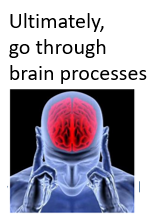 Ultimately,
go through
brain processes